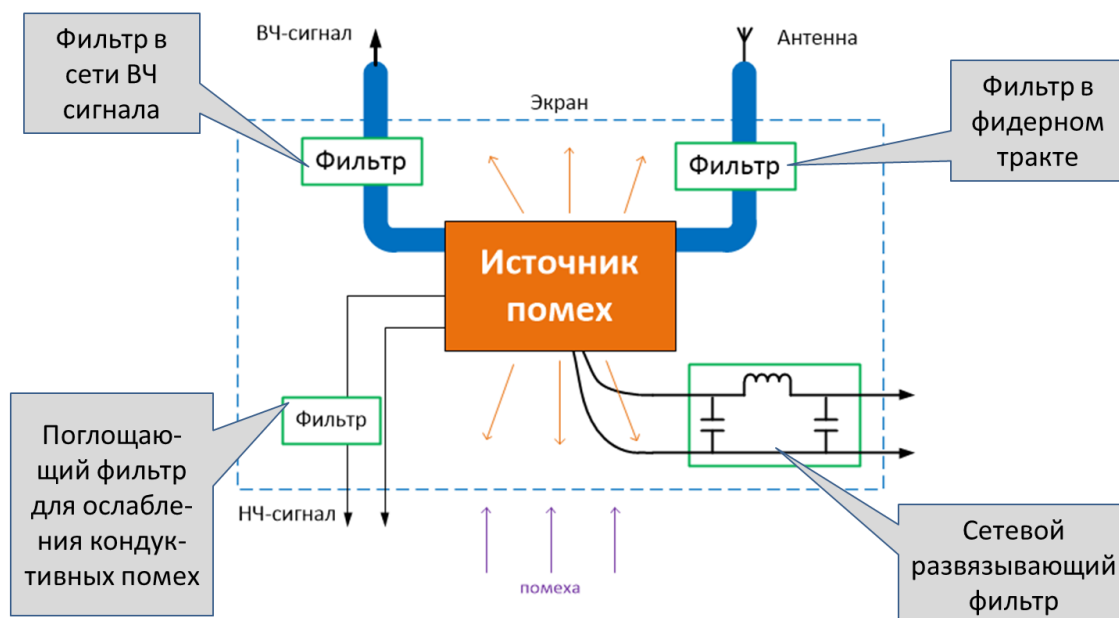 Фильтр в
сети ВЧ
сигнала
ВЧ-сигнал
Антенна
Экран
Фильтр в
фидерном
тракте
Фильтр
Фильтр
Источник
помех
Поглощаю-
щий фильтр
для ослабле-
ния кондук-
тивных помех
Фильтр
НЧ-сигнал
помеха
Сетевой
развязывающий
фильтр